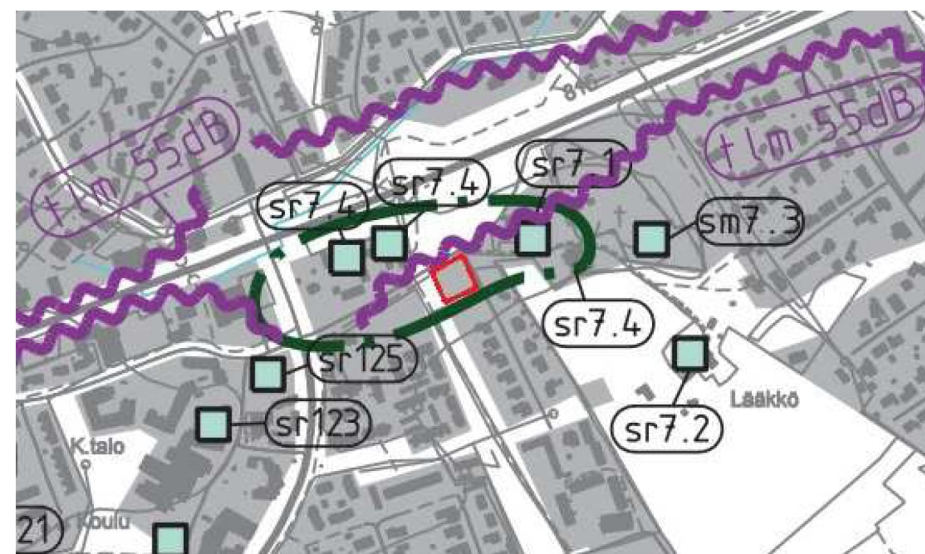 tlm 55dB
tlm 55dB
sr7.4
sr7.4
sr7.1
sm7.3
sr7.4
sr125
sr123
sr7.2
Lääkkö
K.talo
Koulu
21